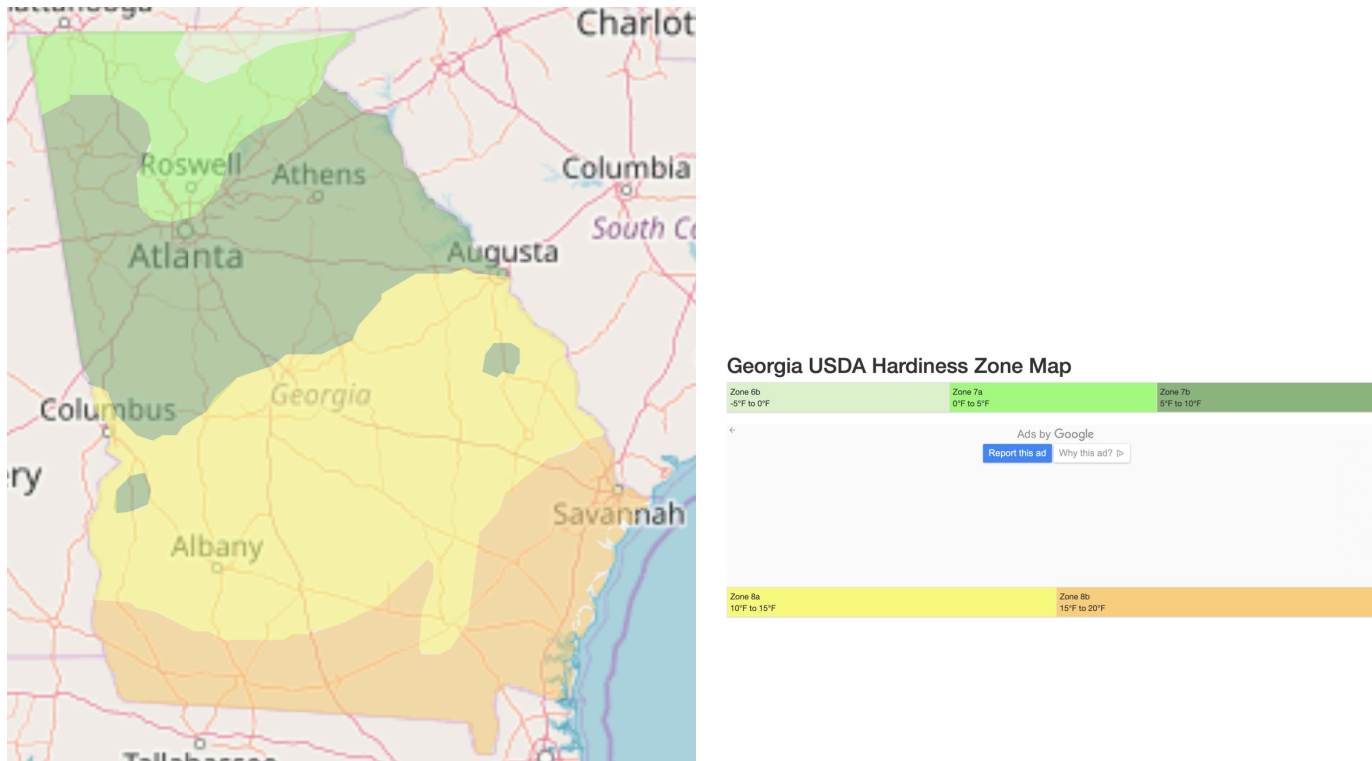 Charlot
Roswell
Athens
Columbia
South C
Atlanta
Augusta
Georgia
Columbus
ery
Savannah
Albany
Georgia USDA Hardiness Zone Map
Zone 6b
-5°F to 0°F
Zone 7a
0°F to 5°F
Zone 7b
5°F to 10°F
Ads by Google
Report this ad
Why this ad?
Zone 8a
10°F to 15°F
Zone 8b
15°F to 20°F